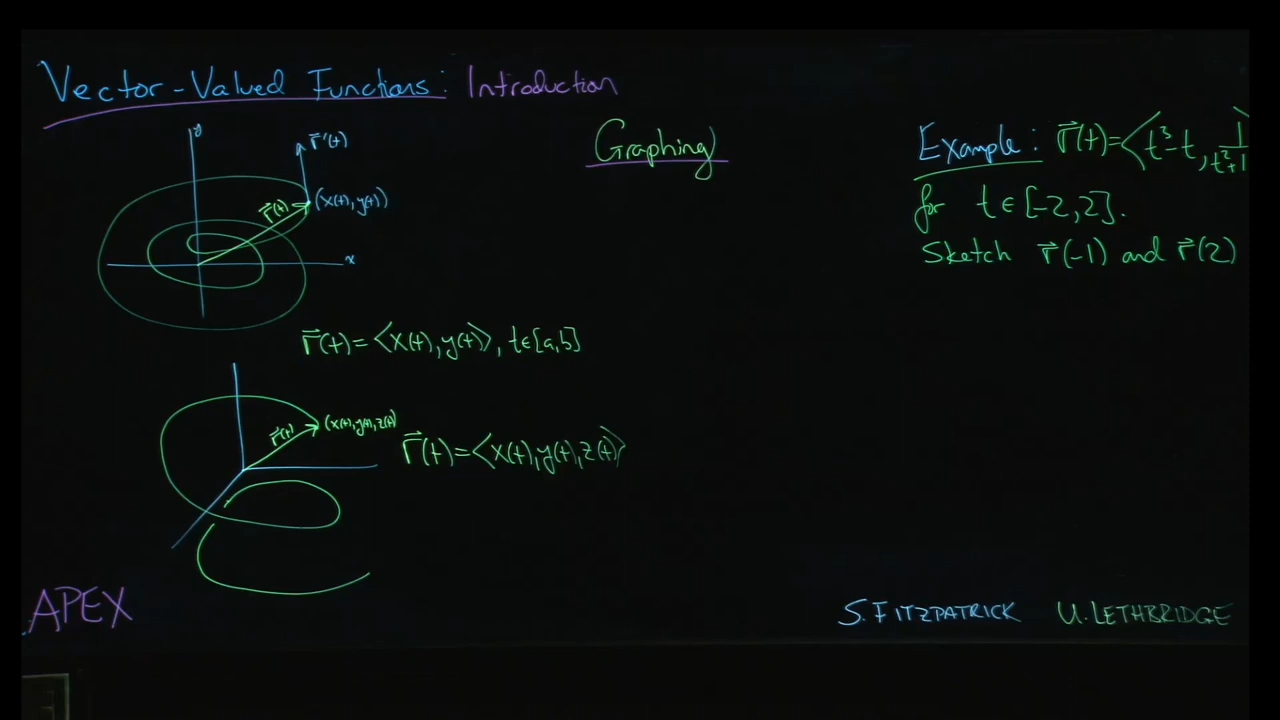 Vector-Valued Functions: Introduction
y
r⃗'(t)
(x(t), y(t))
r⃗(t)
x
r⃗(t) = ⟨x(t), y(t)⟩, t∈[a,b]
(x(t), y(t), z(t))
r⃗(t)
r⃗(t) = ⟨x(t), y(t), z(t)⟩
Graphing
Example: r⃗(t) = ⟨t³-t, 1/(t²+1)⟩
for t ∈ [-2, 2].
Sketch r⃗(-1) and r⃗(2)
APEX
S. FITZPATRICK U. LETHBRIDGE